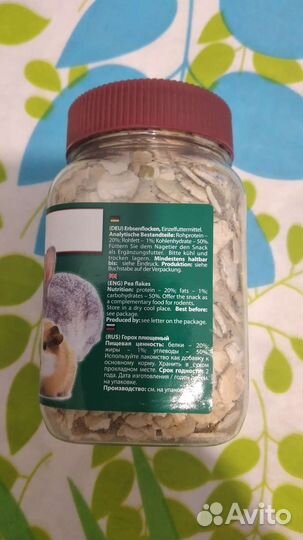 (DEU) Erbsenflocken, Einzelfuttermittel.
Analytische Bestandteile: Rohprotein –
20%; Rohfett – 1%; Kohlenhydrate – 50%.
Füttern Sie dem Nagetier den Snack
als Ergänzungsfutter. Bitte kühl und
trocken lagern. Mindestens haltbar
bis: siehe Eindruck. Produktion: siehe
Buchstabe auf der Verpackung.
(ENG) Pea flakes
Nutrition: protein – 20%; fats – 1%;
carbohydrates – 50%. Offer the snack as
a complementary food for rodents.
Store in a dry cool place. Best before:
see package.
Produced by: see letter on the package.
(RUS) Горох плющеный
Пищевая ценность: белки – 20%;
жиры – 1%; углеводы – 50%.
Используйте лакомство как добавку к
основному корму. Хранить в сухом
прохладном месте. Срок годности: 2
года. Дата изготовления / годен
на упаковке.
Производство: см. на упаковке
Avito